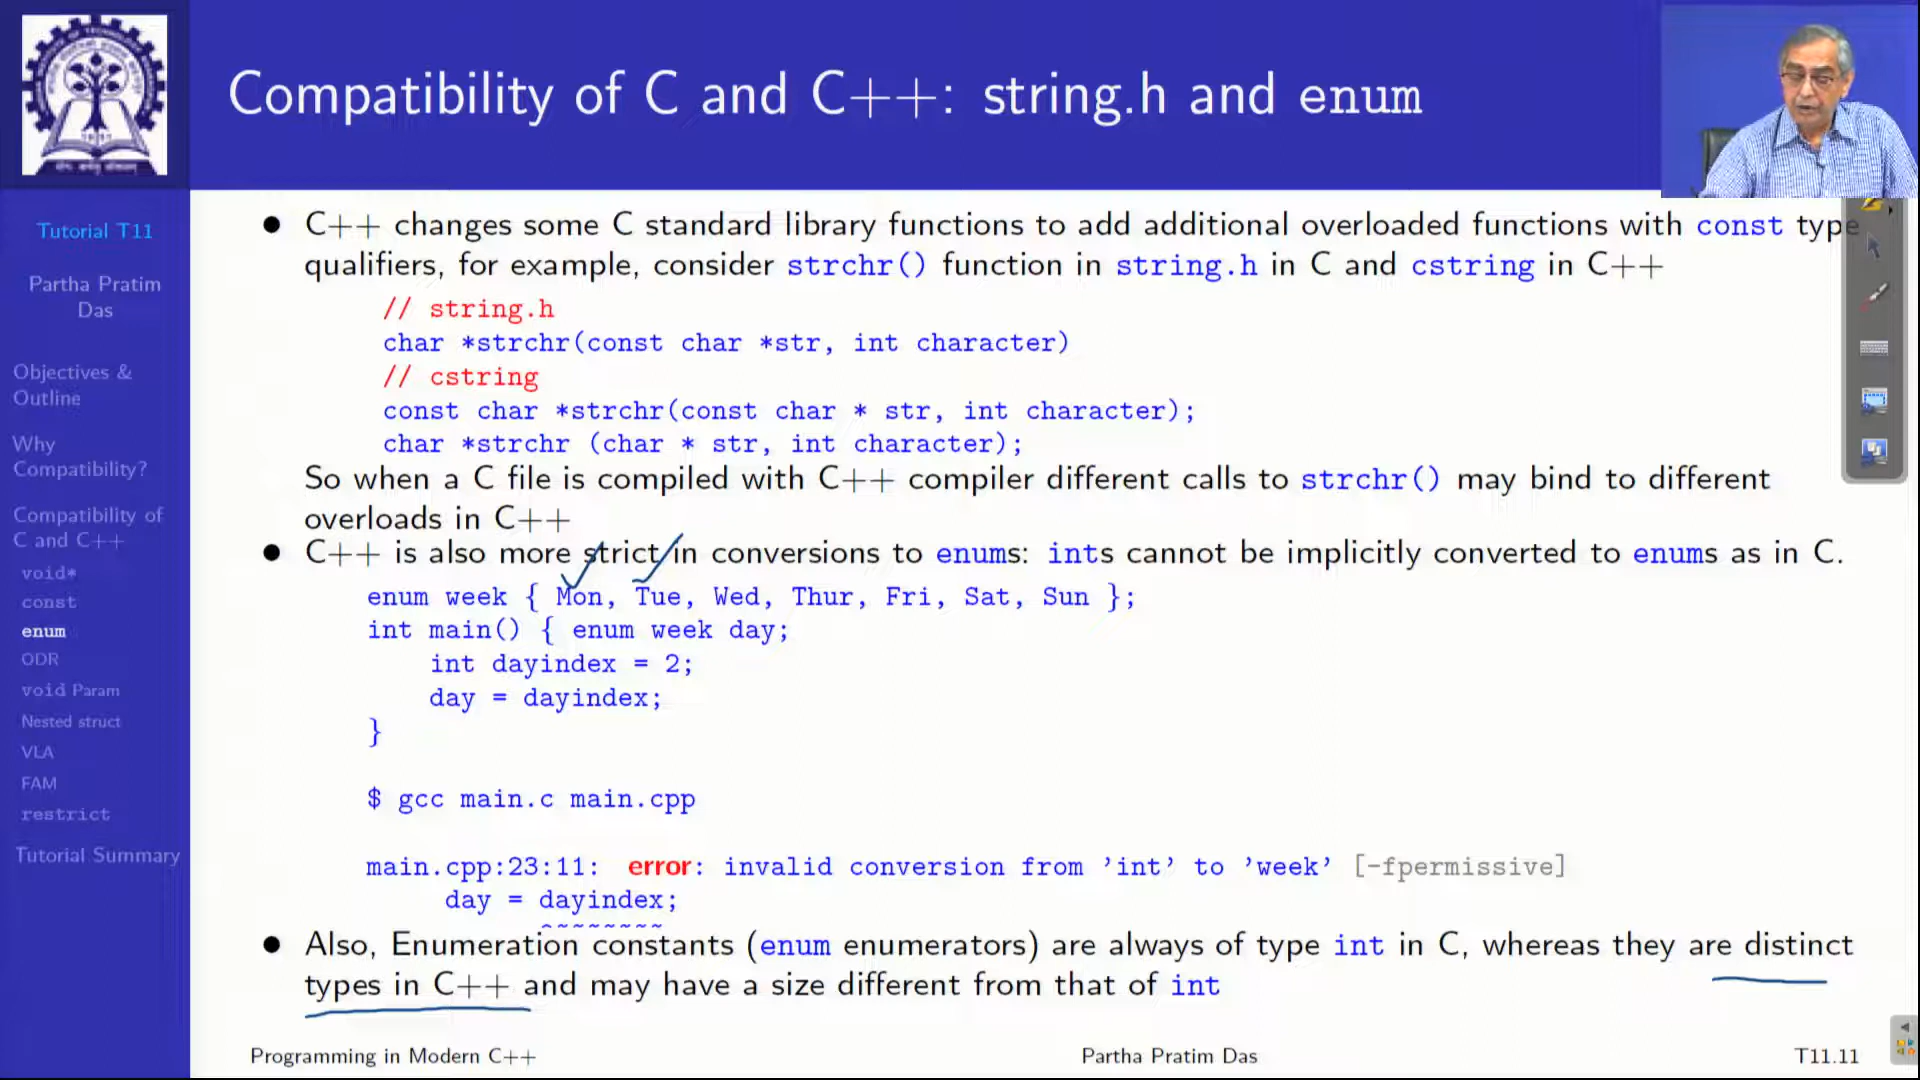 Compatibility of C and C++: string.h and enum
Tutorial T11
Partha Pratim
Das
Objectives &
Outline
Why
Compatibility?
Compatibility of
C and C++
void*
const
enum
ODR
void Param
Nested struct
VLA
FAM
restrict
Tutorial Summary
● C++ changes some C standard library functions to add additional overloaded functions with const type
qualifiers, for example, consider strchr() function in string.h in C and cstring in C++
// string.h
char *strchr(const char *str, int character)
// cstring
const char *strchr(const char * str, int character);
char *strchr (char * str, int character);
So when a C file is compiled with C++ compiler different calls to strchr() may bind to different
overloads in C++
● C++ is also more strict in conversions to enums: ints cannot be implicitly converted to enums as in C.
enum week { Mon, Tue, Wed, Thur, Fri, Sat, Sun };
int main() { enum week day;
int dayindex = 2;
day = dayindex;
}
$ gcc main.c main.cpp
main.cpp:23:11: error: invalid conversion from ’int’ to ’week’ [-fpermissive]
day = dayindex;
~~~~~~~~
● Also, Enumeration constants (enum enumerators) are always of type int in C, whereas they are distinct
types in C++ and may have a size different from that of int
Programming in Modern C++
Partha Pratim Das
T11.11